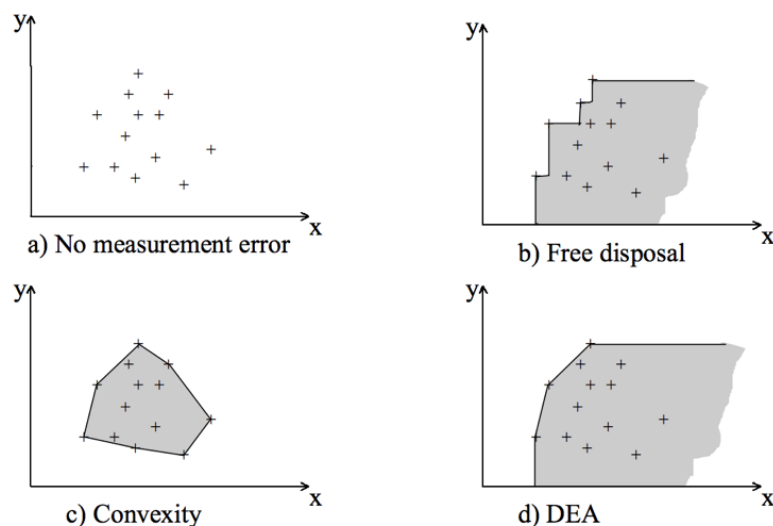 y
x
a) No measurement error
y
x
b) Free disposal
y
x
c) Convexity
y
x
d) DEA